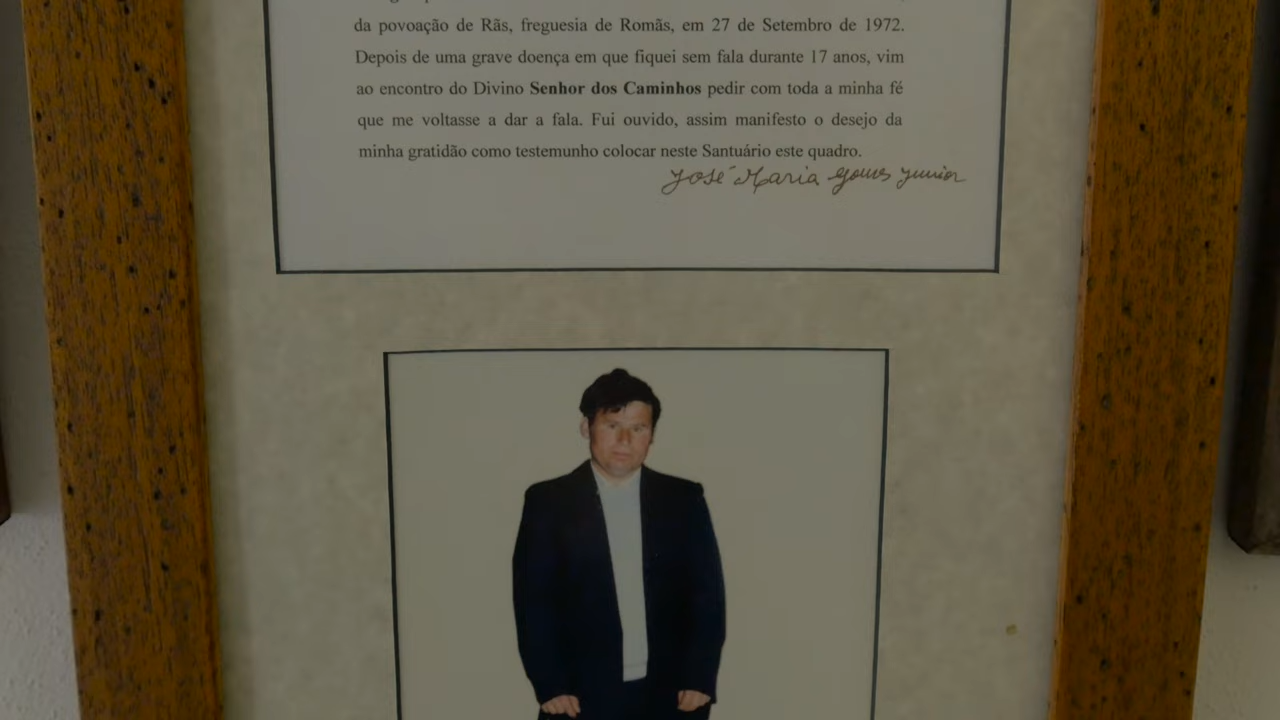 da povoação de Rãs, freguesia de Romãs, em 27 de Setembro de 1972.
Depois de uma grave doença em que fiquei sem fala durante 17 anos, vim
ao encontro do Divino Senhor dos Caminhos pedir com toda a minha fé
que me voltasse a dar a fala. Fui ouvido, assim manifesto o desejo da
minha gratidão como testemunho colocar neste Santuário este quadro.
José Maria Gomes Junior